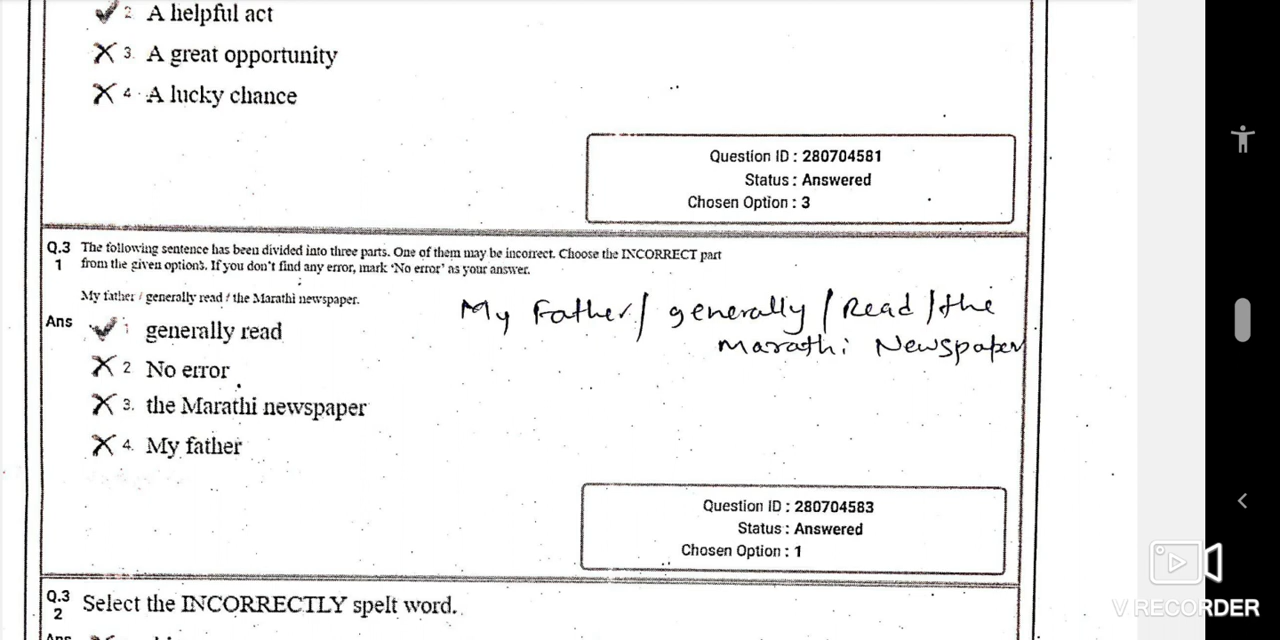 2 A helpful act
3. A great opportunity
4 A lucky chance
Question ID : 280704581
Status : Answered
Chosen Option : 3
Q.3 The following sentence has been divided into three parts. One of them may be incorrect. Choose the INCORRECT part
1 from the given options. If you don't find any error, mark 'No error' as your answer.
My father / generally read / the Marathi newspaper.
My Father/ generally / Read / the
Marathi Newspaper
Ans 1 generally read
2 No error
3. the Marathi newspaper
4. My father
Question ID : 280704583
Status : Answered
Chosen Option : 1
Q.3 Select the INCORRECTLY spelt word.
2
Ans
V RECORDER